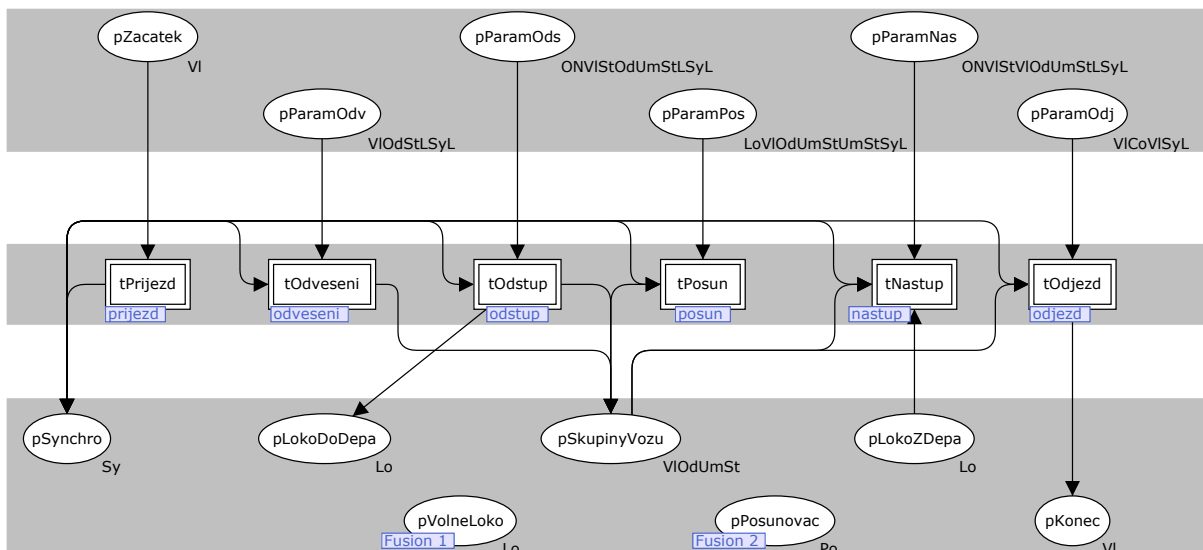 pZacatek
Vl
pParamOds
ONVlStOdUmStLSyL
pParamNas
ONVlStVlOdUmStLSyL
pParamOdv
VlOdStLSyL
pParamPos
LoVlOdUmStUmStSyL
pParamOdj
VlCoVlSyL
tPrijezd
prijezd
tOdveseni
odveseni
tOdstup
odstup
tPosun
posun
tNastup
nastup
tOdjezd
odjezd
pSynchro
Sy
pLokoDoDepa
Lo
pSkupinyVozu
VlOdUmSt
pLokoZDepa
Lo
pVolneLoko
Fusion 1
Lo
pPosunovac
Fusion 2
Po
pKonec
Vl